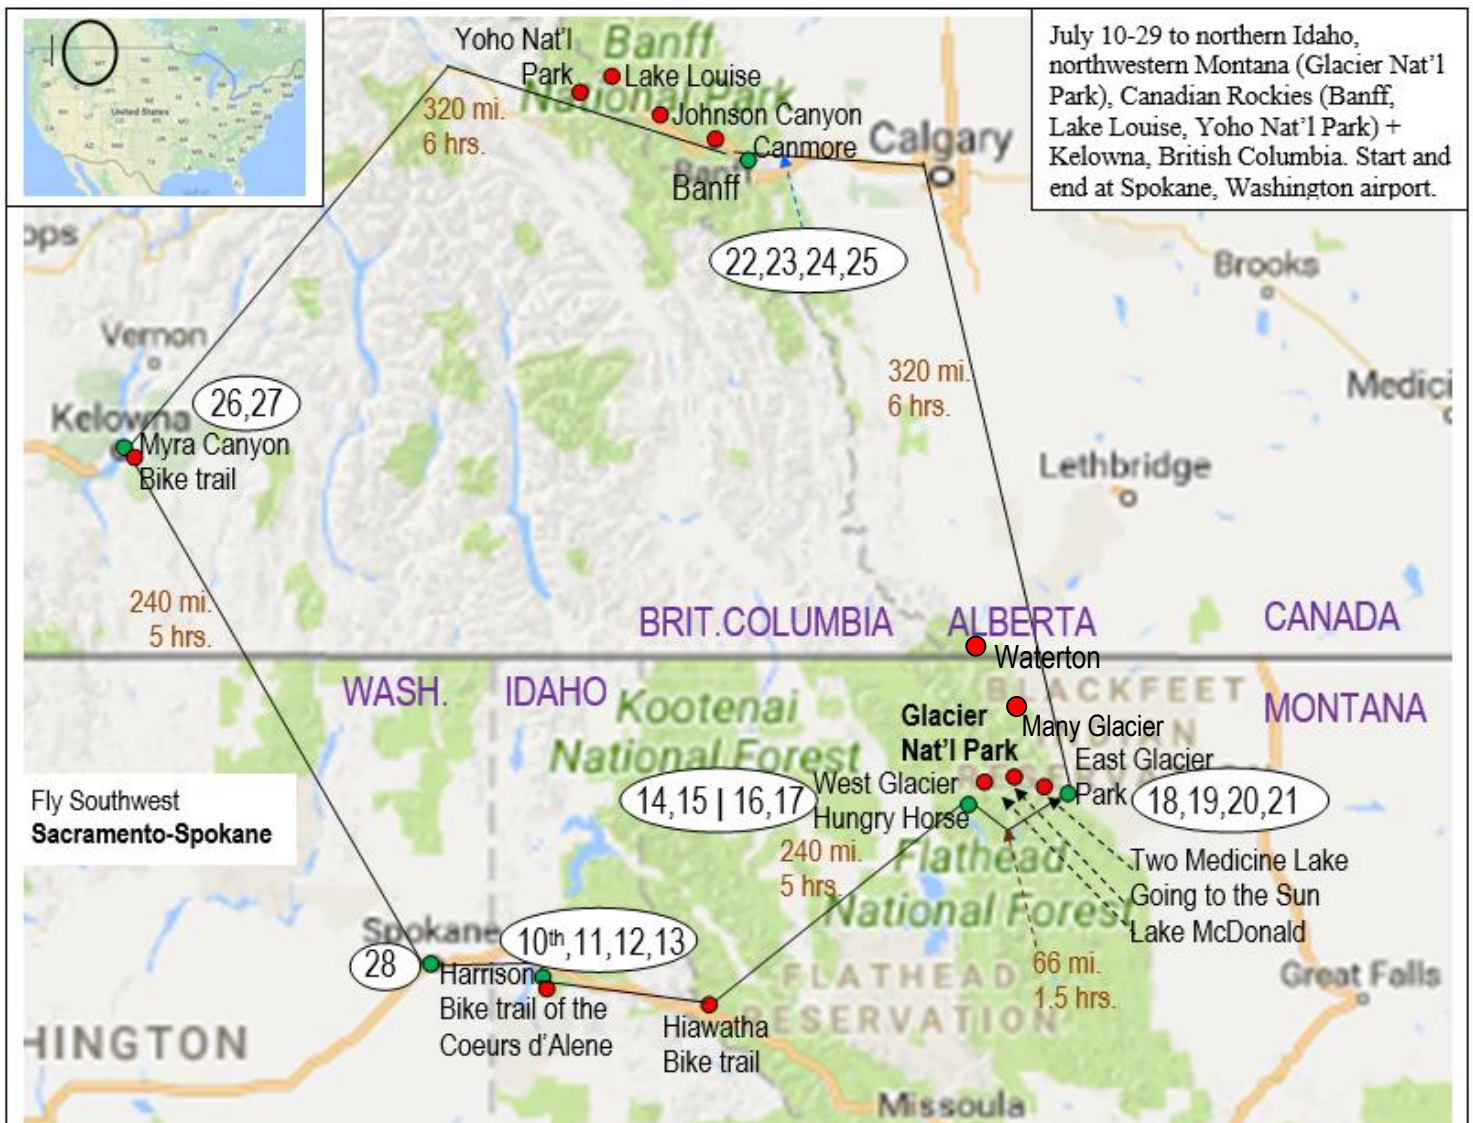 July 10-29 to northern Idaho,
northwestern Montana (Glacier Nat'l
Park), Canadian Rockies (Banff,
Lake Louise, Yoho Nat'l Park) +
Kelowna, British Columbia. Start and
end at Spokane, Washington airport.
United States
Yoho Nat'l
Park
Banff
National Park
Lake Louise
Johnson Canyon
Canmore
Banff
Banff
Calgary
320 mi.
6 hrs.
22,23,24,25
ops
Brooks
Vernon
320 mi.
6 hrs.
Medici
26,27
Kelowna
Myra Canyon
Bike trail
Lethbridge
240 mi.
5 hrs.
BRIT.COLUMBIA
ALBERTA
CANADA
Waterton
WASH.
IDAHO
MONTANA
Kootenai
National Forest
BLACKFEET
RESERVA
Glacier
Nat'l Park
Many Glacier
East Glacier
Park
West Glacier
Hungry Horse
14,15 | 16,17
18,19,20,21
Fly Southwest
Sacramento-Spokane
240 mi.
5 hrs.
Flathead
National Forest
Two Medicine Lake
Going to the Sun
Lake McDonald
66 mi.
1.5 hrs.
Spokane
28
10th,11,12,13
Harrison
Bike trail of the
Coeurs d'Alene
Hiawatha
Bike trail
FLATHEAD
RESERVATION
Great Falls
HINGTON
Missoula